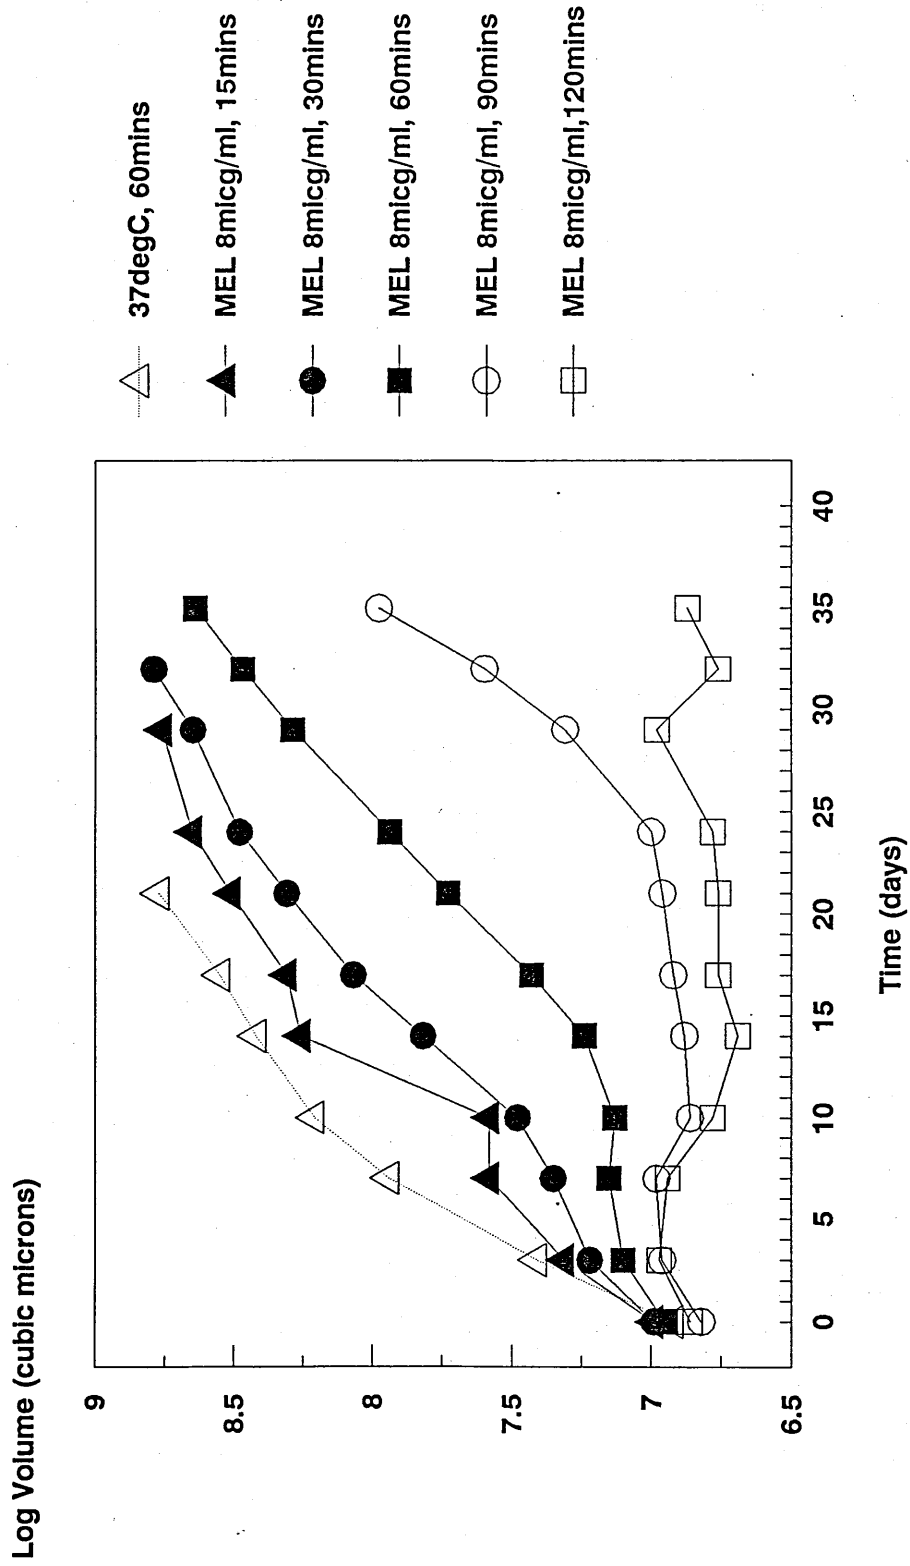 Log Volume (cubic microns)
9
8.5
8
7.5
7
6.5
0
5
10
15
20
25
30
35
40
Time (days)
37degC, 60mins
MEL 8micg/ml, 15mins
MEL 8micg/ml, 30mins
MEL 8micg/ml, 60mins
MEL 8micg/ml, 90mins
MEL 8micg/ml,120mins